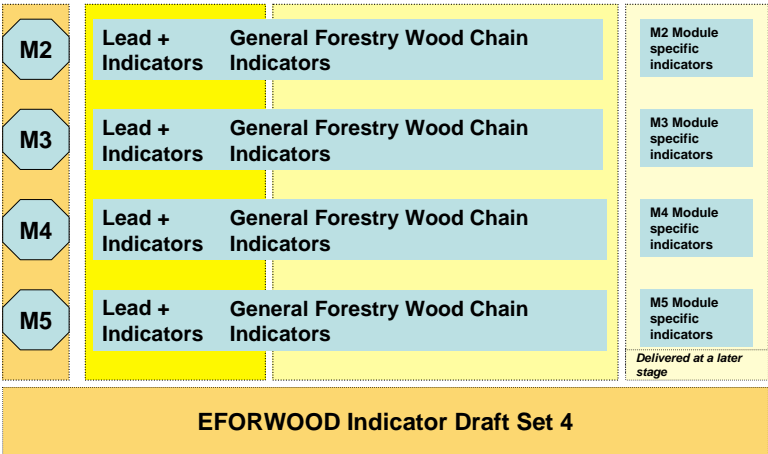 M2
Lead + General Forestry Wood Chain
Indicators Indicators
M2 Module
specific
indicators
M3
Lead + General Forestry Wood Chain
Indicators Indicators
M3 Module
specific
indicators
M4
Lead + General Forestry Wood Chain
Indicators Indicators
M4 Module
specific
indicators
M5
Lead + General Forestry Wood Chain
Indicators Indicators
M5 Module
specific
indicators
Delivered at a later
stage
EFORWOOD Indicator Draft Set 4